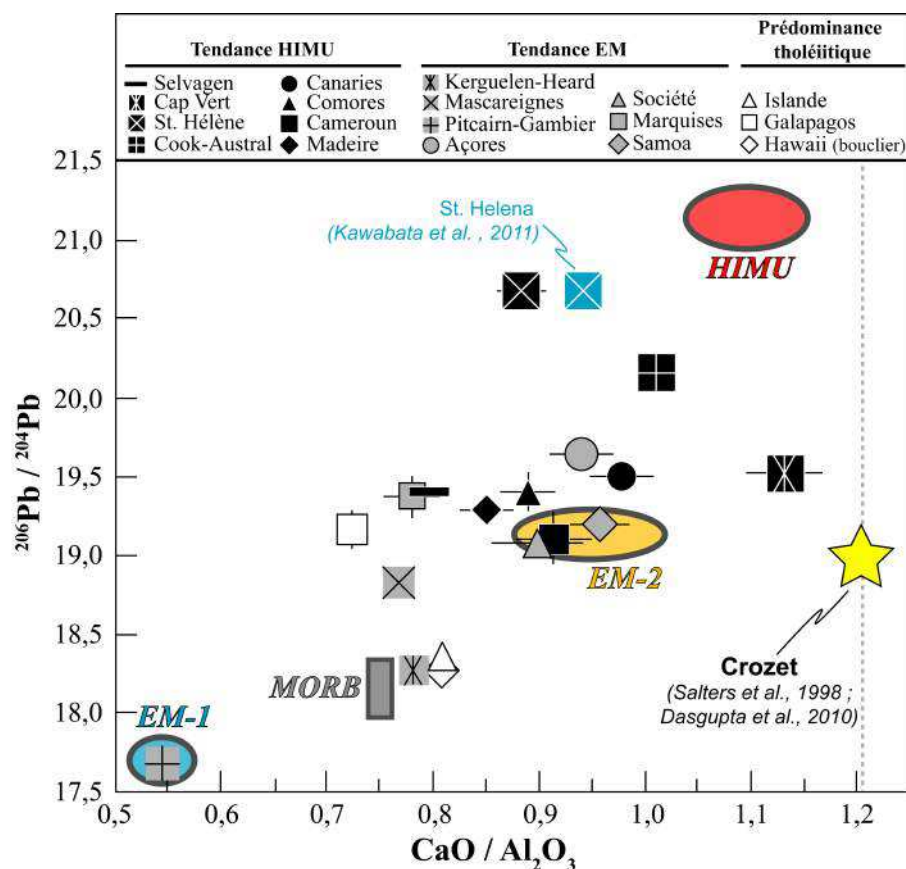 Tendance HIMU
Tendance EM
Prédominance
tholéiitique
Selvagen
Cap Vert
St. Hélène
Cook-Austral
Canaries
Comores
Cameroun
Madeire
Kerguelen-Heard
Mascareignes
Pitcairn-Gambier
Açores
Société
Marquises
Samoa
Islande
Galapagos
Hawaii (bouclier)
21,5
21,0
20,5
20,0
19,5
19,0
18,5
18,0
17,5
206Pb / 204Pb
St. Helena
(Kawabata et al. , 2011)
HIMU
EM-2
MORB
EM-1
Crozet
(Salters et al., 1998 ;
Dasgupta et al., 2010)
0,5 0,6 0,7 0,8 0,9 1,0 1,1 1,2
CaO / Al2O3